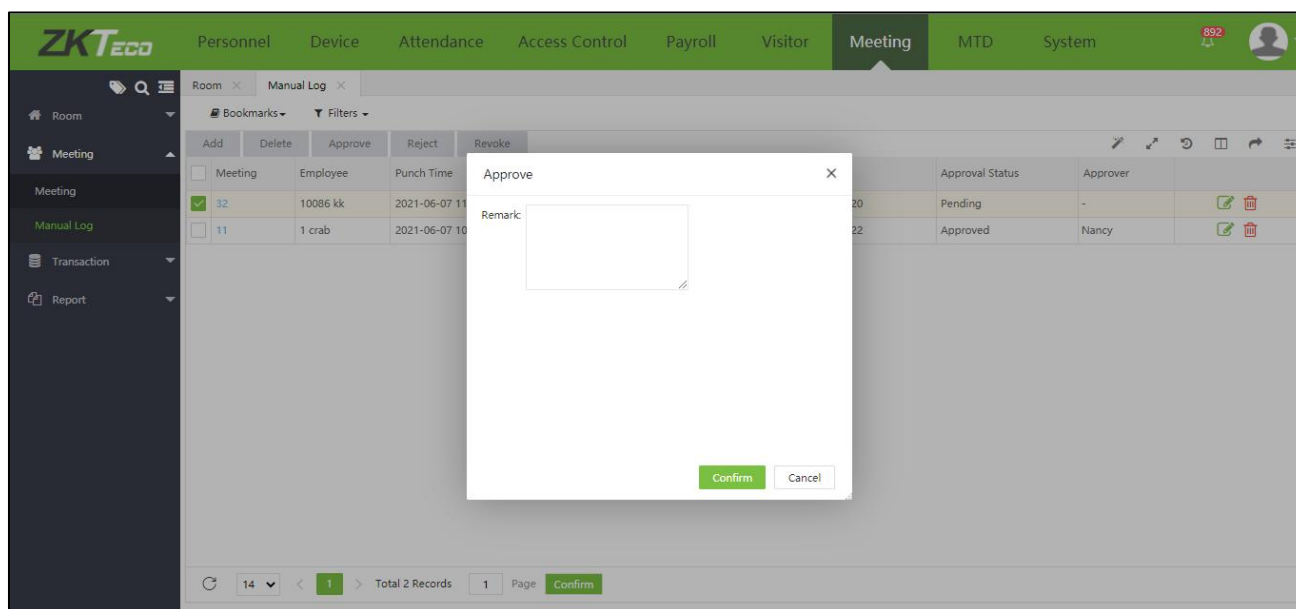 ZKTeco Personnel Device Attendance Access Control Payroll Visitor Meeting MTD System 892
Room Manual Log
Bookmarks Filters
Room
Meeting
Meeting
Manual Log
Transaction
Report
Add Delete Approve Reject Revoke
Meeting Employee Punch Time Approval Status Approver
32 10086 kk 2021-06-07 11 20 Pending -
11 1 crab 2021-06-07 10 22 Approved Nancy
Approve
Remark:
Confirm Cancel
14 1 Total 2 Records 1 Page Confirm